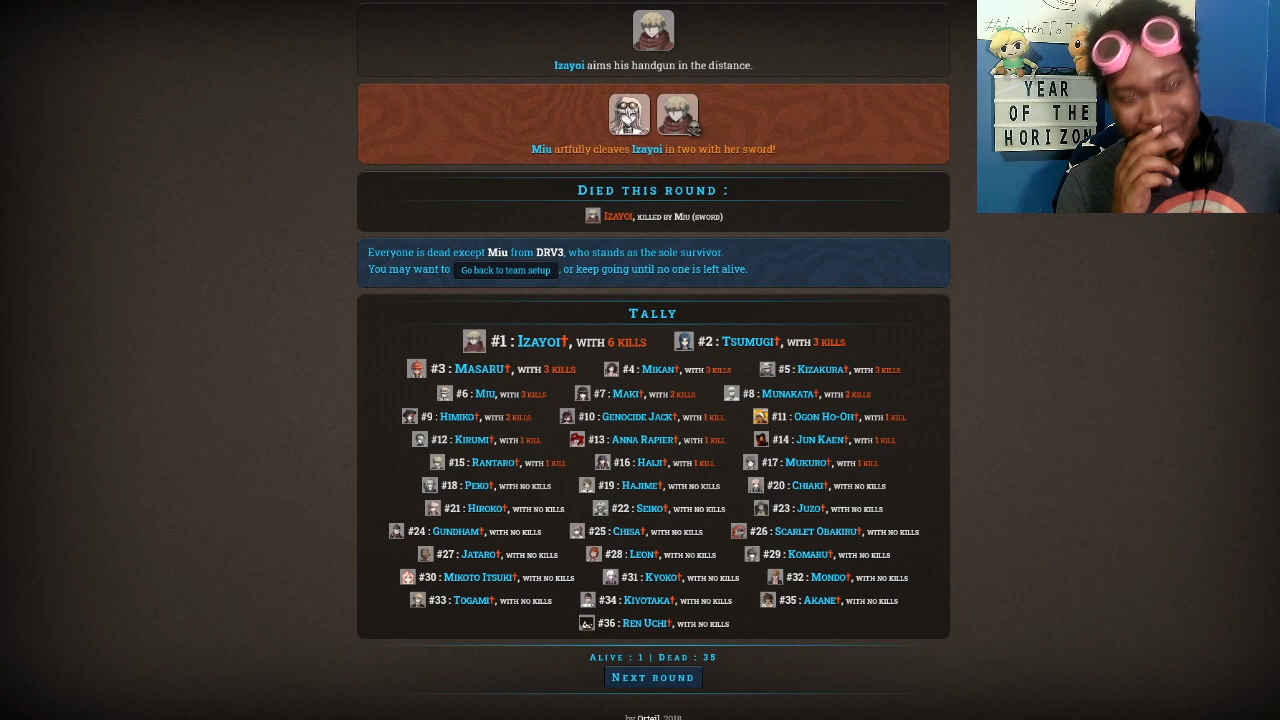 Izayoi aims his handgun in the distance.
Miu artfully cleaves Izayoi in two with her sword!
Died this round :
Izayoi, killed by Miu (sword)
Everyone is dead except Miu from DRV3, who stands as the sole survivor.
You may want to Go back to team setup, or keep going until no one is left alive.
Tally
#1 : Izayoi†, with 6 kills #2 : Tsumugi†, with 3 kills
#3 : Masaru†, with 3 kills #4 : Mikan†, with 3 kills #5 : Kizakura†, with 3 kills
#6 : Miu, with 3 kills #7 : Maki†, with 2 kills #8 : Munakata†, with 2 kills
#9 : Himiko†, with 2 kills #10 : Genocide Jack†, with 1 kill #11 : Ogon Ho-Oh†, with 1 kill
#12 : Kirumi†, with 1 kill #13 : Anna Rapier†, with 1 kill #14 : Jun Kaen†, with 1 kill
#15 : Rantaro†, with 1 kill #16 : Haiji†, with 1 kill #17 : Mukuro†, with 1 kill
#18 : Peko†, with no kills #19 : Hajime†, with no kills #20 : Chiaki†, with no kills
#21 : Hiroko†, with no kills #22 : Seiko†, with no kills #23 : Juzo†, with no kills
#24 : Gundham†, with no kills #25 : Chisa†, with no kills #26 : Scarlet Obakiru†, with no kills
#27 : Jataro†, with no kills #28 : Leon†, with no kills #29 : Komaru†, with no kills
#30 : Mikoto Itsuki†, with no kills #31 : Kyoko†, with no kills #32 : Mondo†, with no kills
#33 : Togami†, with no kills #34 : Kiyotaka†, with no kills #35 : Akane†, with no kills
#36 : Ren Uchi†, with no kills
Alive : 1 | Dead : 35
Next round
by Orteil, 2018
YEAR
OF THE
HORIZON